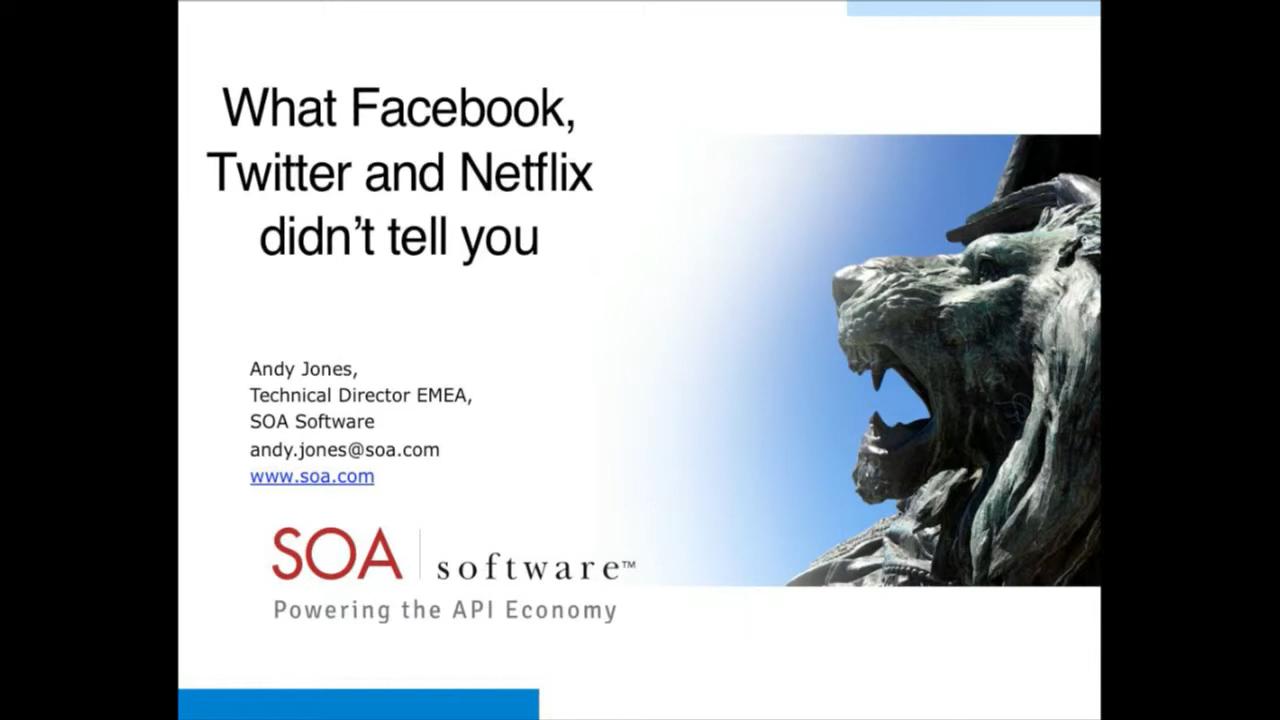 What Facebook,
Twitter and Netflix
didn't tell you
Andy Jones,
Technical Director EMEA,
SOA Software
andy.jones@soa.com
www.soa.com
SOA software™
Powering the API Economy